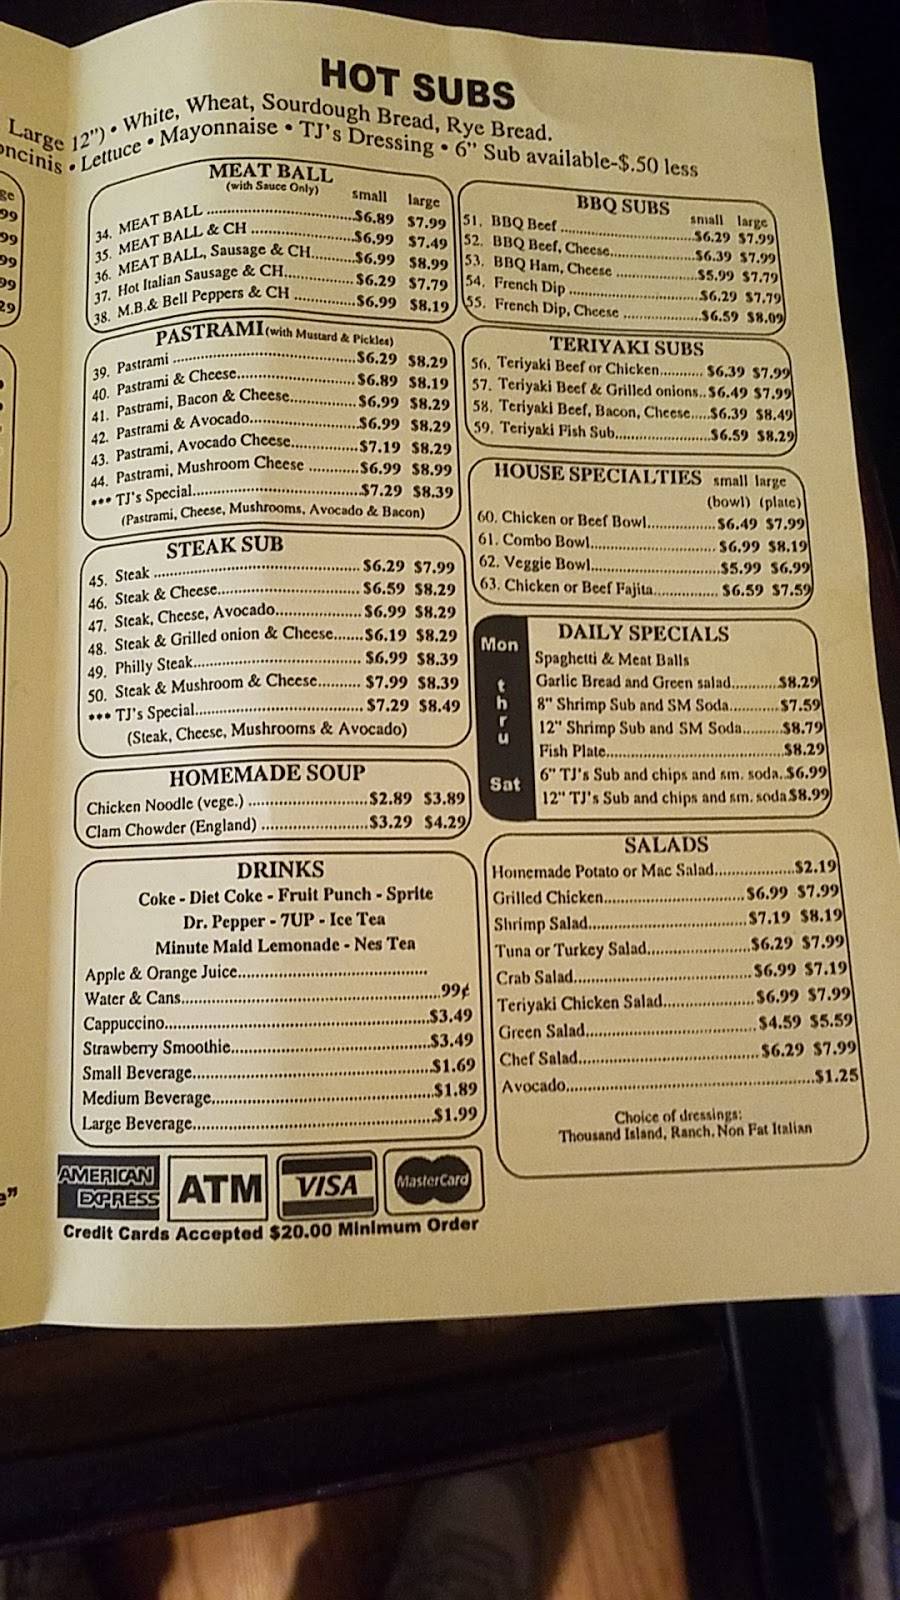 HOT SUBS
Large 12") • White, Wheat, Sourdough Bread, Rye Bread.
oncinis • Lettuce • Mayonnaise • TJ's Dressing • 6" Sub available-$.50 less
MEAT BALL
(with Sauce Only) small large
34. MEAT BALL $6.89 $7.99
35. MEAT BALL & CH $6.99 $7.49
36. MEAT BALL, Sausage & CH $6.99 $8.99
37. Hot Italian Sausage & CH $6.29 $7.79
38. M.B.& Bell Peppers & CH $6.99 $8.19
PASTRAMI (with Mustard & Pickles)
39. Pastrami $6.29 $8.29
40. Pastrami & Cheese $6.89 $8.19
41. Pastrami, Bacon & Cheese $6.99 $8.29
42. Pastrami & Avocado $6.99 $8.29
43. Pastrami, Avocado Cheese $7.19 $8.29
44. Pastrami, Mushroom Cheese $6.99 $8.99
••• TJ's Special $7.29 $8.39
(Pastrami, Cheese, Mushrooms, Avocado & Bacon)
STEAK SUB
45. Steak $6.29 $7.99
46. Steak & Cheese $6.59 $8.29
47. Steak, Cheese, Avocado $6.99 $8.29
48. Steak & Grilled onion & Cheese $6.19 $8.29
49. Philly Steak $6.99 $8.39
50. Steak & Mushroom & Cheese $7.99 $8.39
••• TJ's Special $7.29 $8.49
(Steak, Cheese, Mushrooms & Avocado)
HOMEMADE SOUP
Chicken Noodle (vege.) $2.89 $3.89
Clam Chowder (England) $3.29 $4.29
DRINKS
Coke - Diet Coke - Fruit Punch - Sprite
Dr. Pepper - 7UP - Ice Tea
Minute Maid Lemonade - Nes Tea
Apple & Orange Juice
Water & Cans 99¢
Cappuccino $3.49
Strawberry Smoothie $3.49
Small Beverage $1.69
Medium Beverage $1.89
Large Beverage $1.99
AMERICAN EXPRESS ATM VISA MasterCard
Credit Cards Accepted $20.00 Minimum Order
BBQ SUBS
small large
51. BBQ Beef $6.29 $7.99
52. BBQ Beef, Cheese $6.39 $7.99
53. BBQ Ham, Cheese $5.99 $7.79
54. French Dip $6.29 $7.79
55. French Dip, Cheese $6.59 $8.09
TERIYAKI SUBS
56. Teriyaki Beef or Chicken $6.39 $7.99
57. Teriyaki Beef & Grilled onions $6.49 $7.99
58. Teriyaki Beef, Bacon, Cheese $6.39 $8.49
59. Teriyaki Fish Sub $6.59 $8.29
HOUSE SPECIALTIES small large
(bowl) (plate)
60. Chicken or Beef Bowl $6.49 $7.99
61. Combo Bowl $6.99 $8.19
62. Veggie Bowl $5.99 $6.99
63. Chicken or Beef Fajita $6.59 $7.59
Mon thru Sat
DAILY SPECIALS
Spaghetti & Meat Balls
Garlic Bread and Green salad $8.29
8" Shrimp Sub and SM Soda $7.59
12" Shrimp Sub and SM Soda $8.79
Fish Plate $8.29
6" TJ's Sub and chips and sm. soda. $6.99
12" TJ's Sub and chips and sm. soda $8.99
SALADS
Homemade Potato or Mac Salad $2.19
Grilled Chicken $6.99 $7.99
Shrimp Salad $7.19 $8.19
Tuna or Turkey Salad $6.29 $7.99
Crab Salad $6.99 $7.19
Teriyaki Chicken Salad $6.99 $7.99
Green Salad $4.59 $5.59
Chef Salad $6.29 $7.99
Avocado $1.25
Choice of dressings:
Thousand Island, Ranch, Non Fat Italian